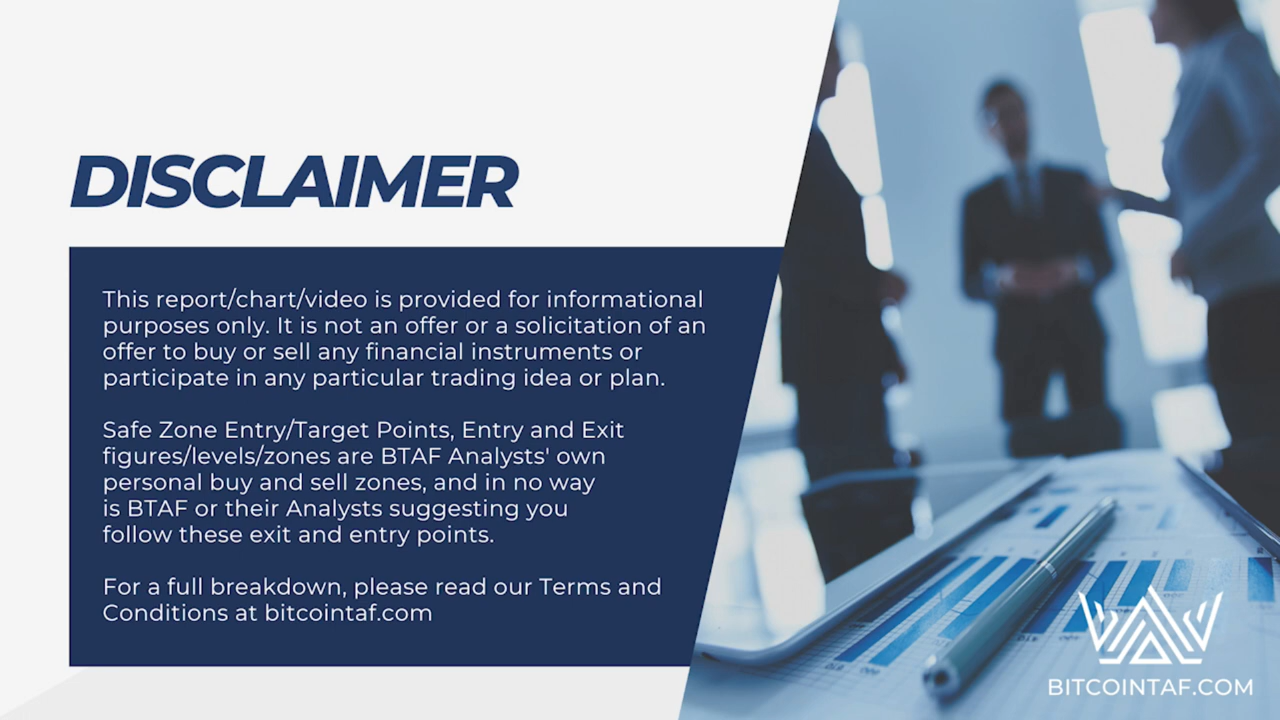 DISCLAIMER
This report/chart/video is provided for informational
purposes only. It is not an offer or a solicitation of an
offer to buy or sell any financial instruments or
participate in any particular trading idea or plan.
Safe Zone Entry/Target Points, Entry and Exit
figures/levels/zones are BTAF Analysts' own
personal buy and sell zones, and in no way
is BTAF or their Analysts suggesting you
follow these exit and entry points.
For a full breakdown, please read our Terms and
Conditions at bitcointaf.com
BITCOINTAF.COM